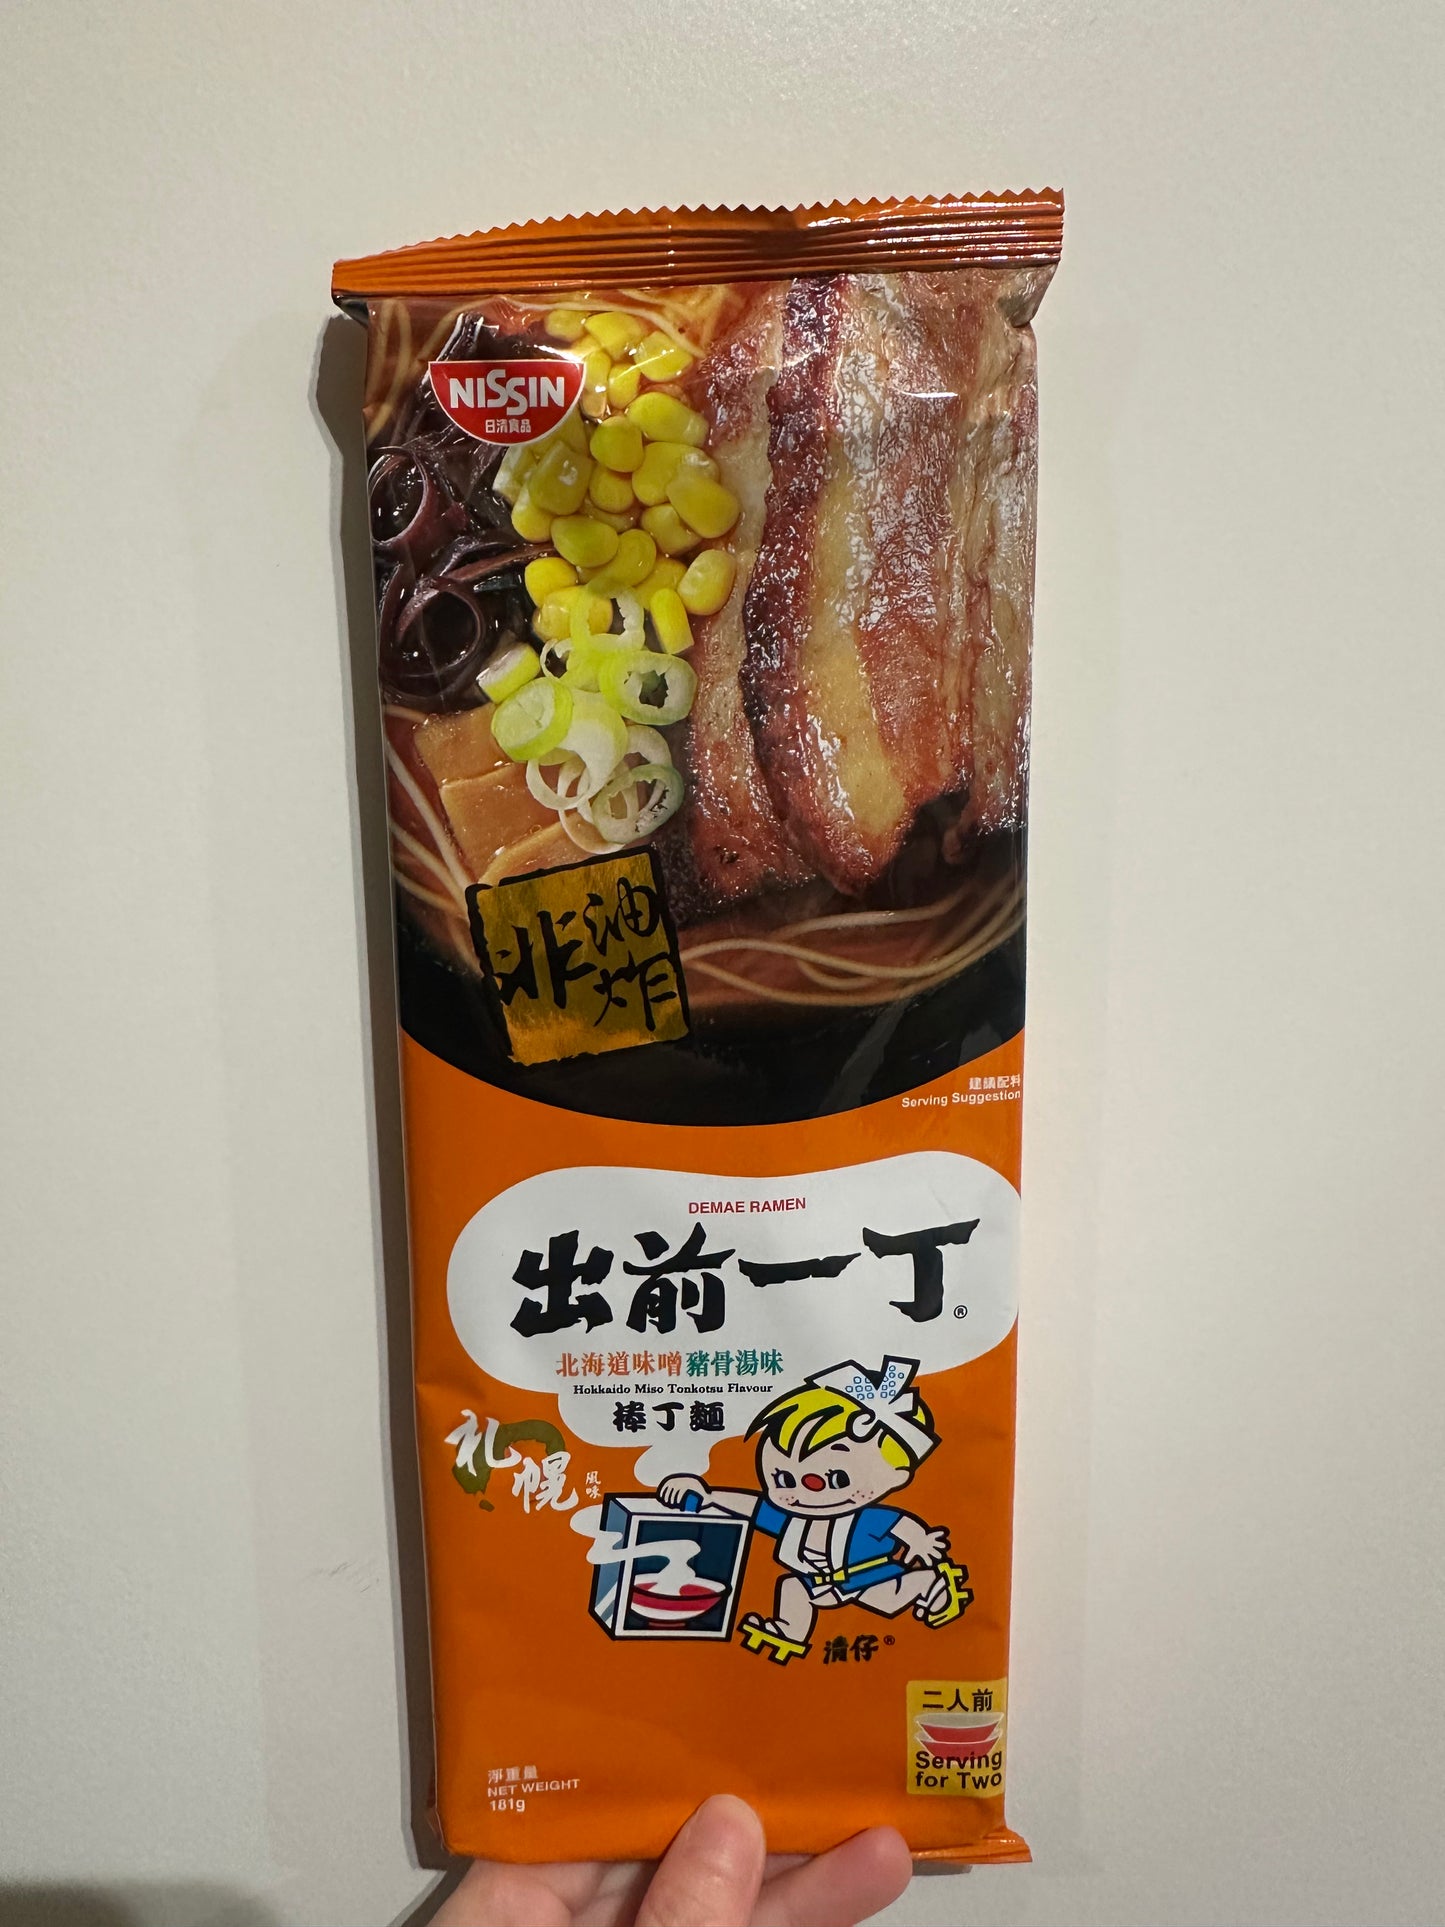 NISSIN
日清食品
非油炸
建議配料
Serving Suggestion
DEMAE RAMEN
出前一丁®
北海道味噌豬骨湯味
Hokkaido Miso Tonkotsu Flavour
棒丁麵
札幌風味
清仔®
二人前
Serving
for Two
淨重量
NET WEIGHT
181g